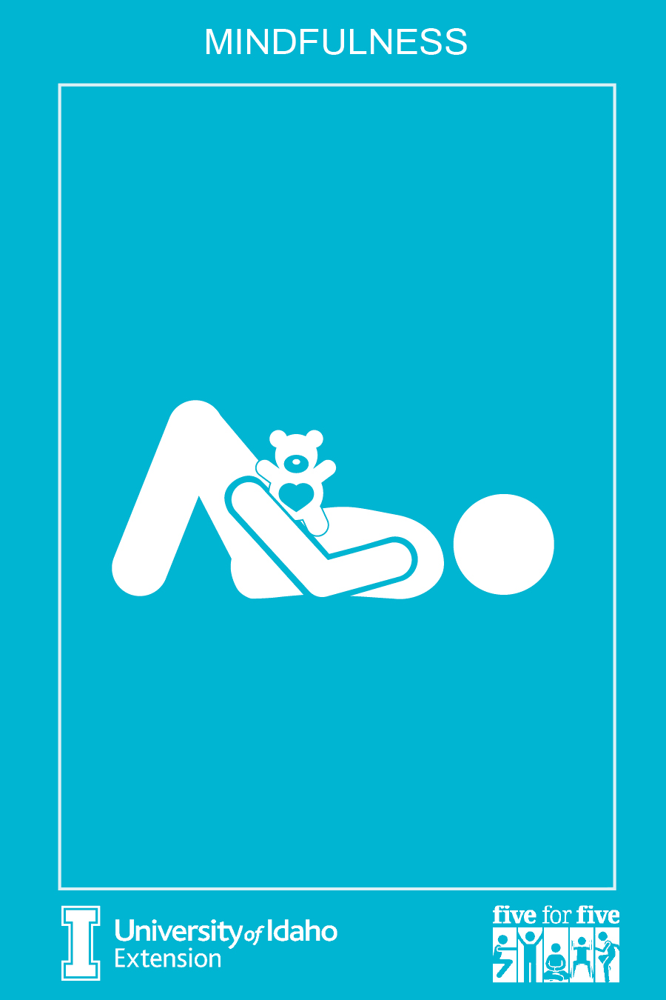 MINDFULNESS
University of Idaho
Extension
five for five